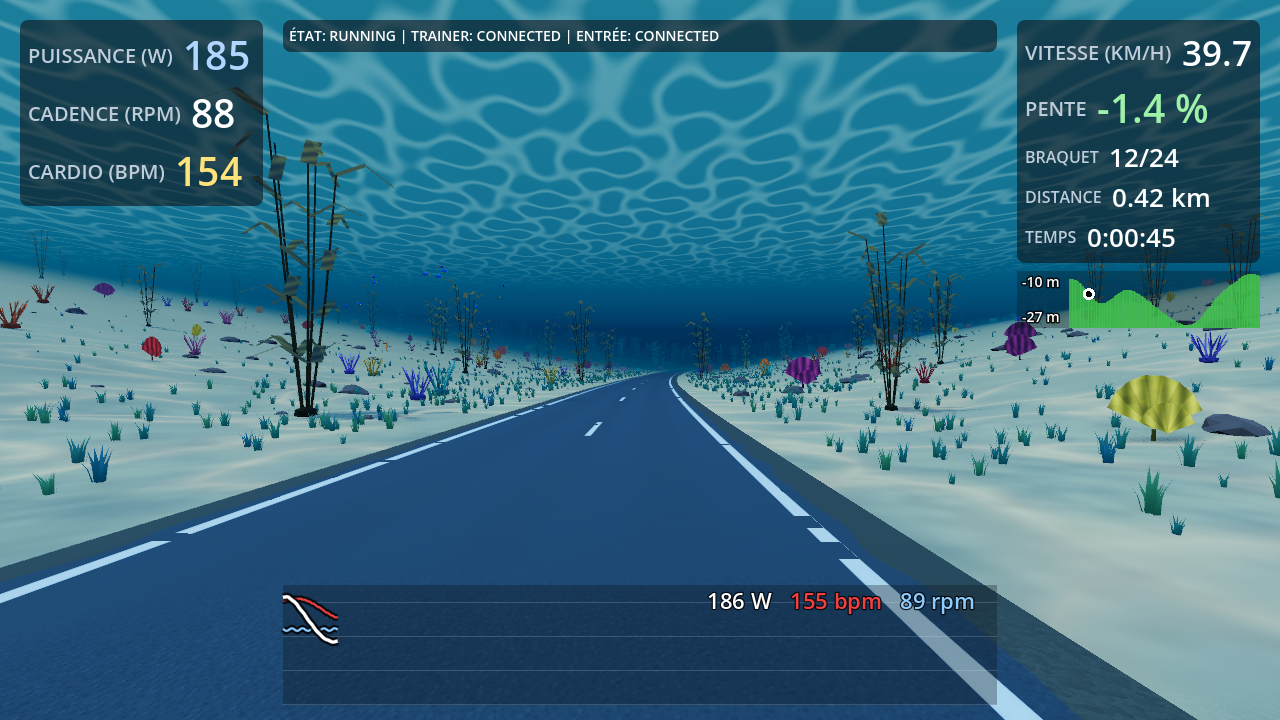 PUISSANCE (W) 185
CADENCE (RPM) 88
CARDIO (BPM) 154
ÉTAT: RUNNING | TRAINER: CONNECTED | ENTRÉE: CONNECTED
VITESSE (KM/H) 39.7
PENTE -1.4 %
BRAQUET 12/24
DISTANCE 0.42 km
TEMPS 0:00:45
-10 m
-27 m
186 W 155 bpm 89 rpm